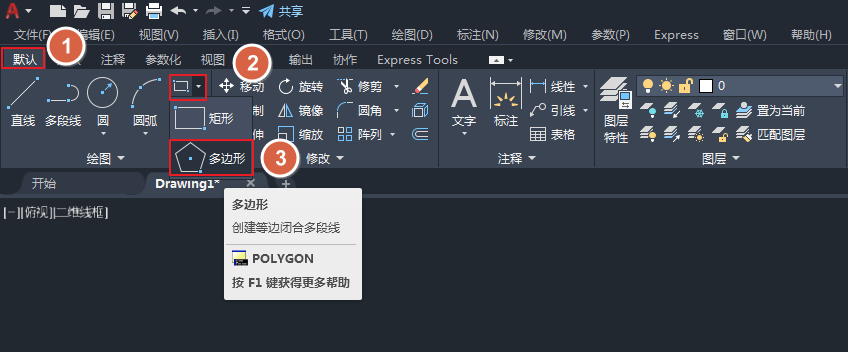 共享
文件(F) 编辑(E) 视图(V) 插入(I) 格式(O) 工具(T) 绘图(D) 标注(N) 修改(M) 参数(P) Express 窗口(W) 帮助(H)
1
默认 注释 参数化 视图 2 输出 协作 Express Tools
移动 旋转 修剪 线性 0
直线 多段线 圆 圆弧 矩形 制 镜像 圆角 文字 标注 引线 图层 特性 置为当前
多边形 3 伸 缩放 阵列 表格 匹配图层
绘图 修改 注释 图层
开始 Drawing1*
多边形
[−][俯视][二维线框]
创建等边闭合多段线
POLYGON
按 F1 键获得更多帮助